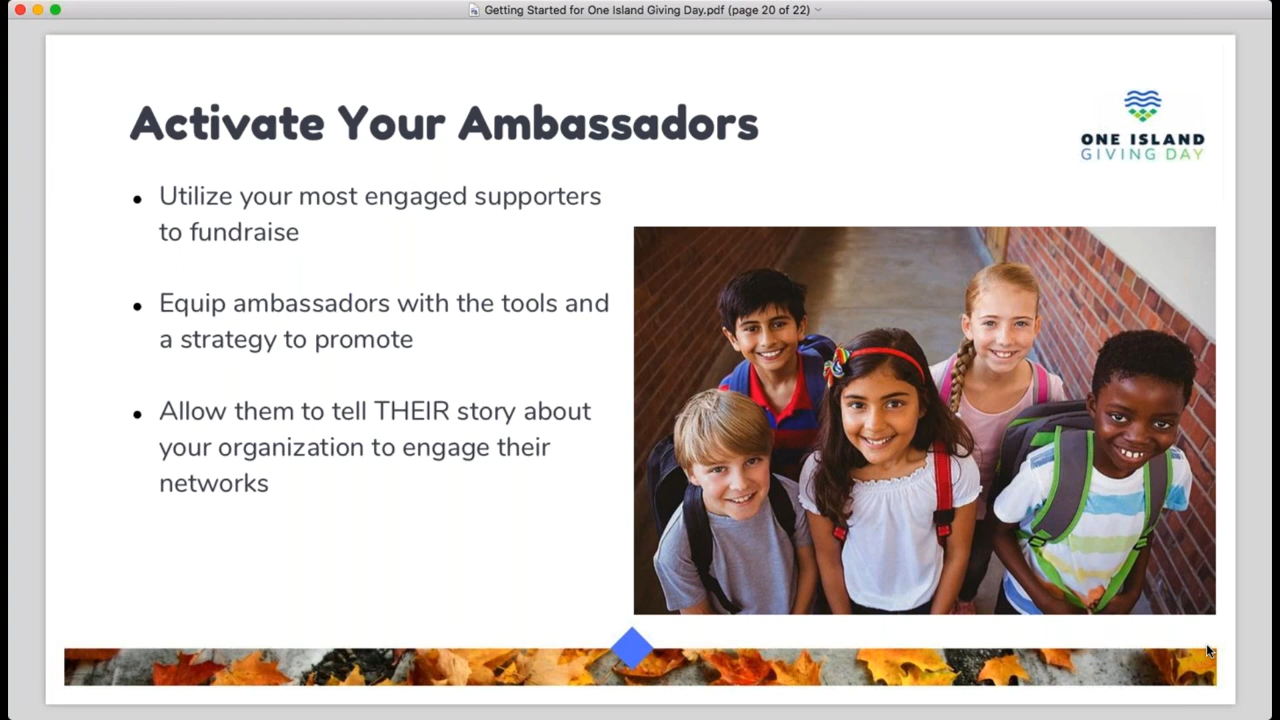 Getting Started for One Island Giving Day.pdf (page 20 of 22)
Activate Your Ambassadors
ONE ISLAND
GIVING DAY
• Utilize your most engaged supporters
to fundraise
• Equip ambassadors with the tools and
a strategy to promote
• Allow them to tell THEIR story about
your organization to engage their
networks